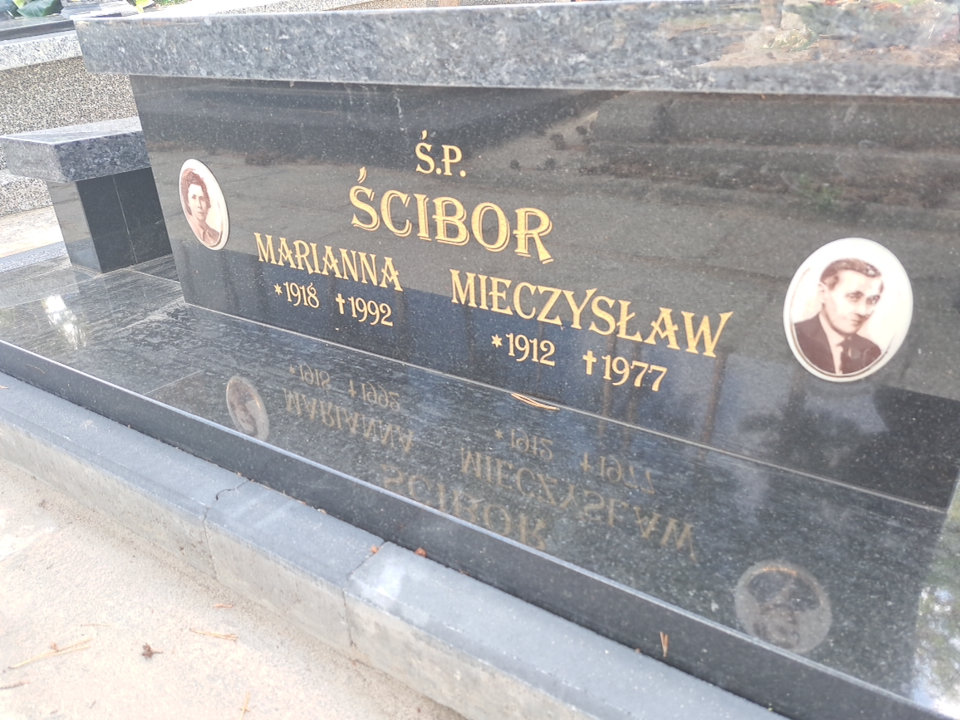 Ś.P.
ŚCIBOR
MARIANNA
*1918 †1992
MIECZYSŁAW
*1912 †1977